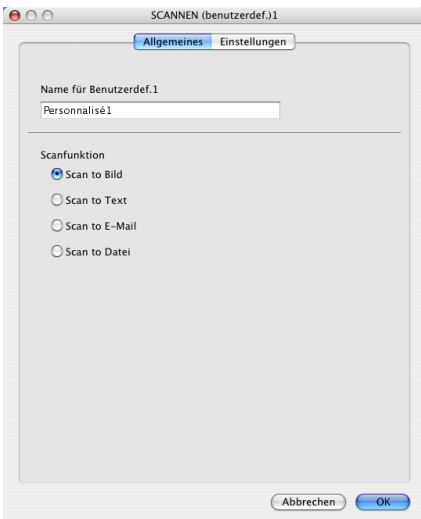 SCANNEN (benutzerdef.)1
Allgemeines Einstellungen
Name für Benutzerdef.1
Personnalisé1
Scanfunktion
Scan to Bild
Scan to Text
Scan to E-Mail
Scan to Datei
Abbrechen OK